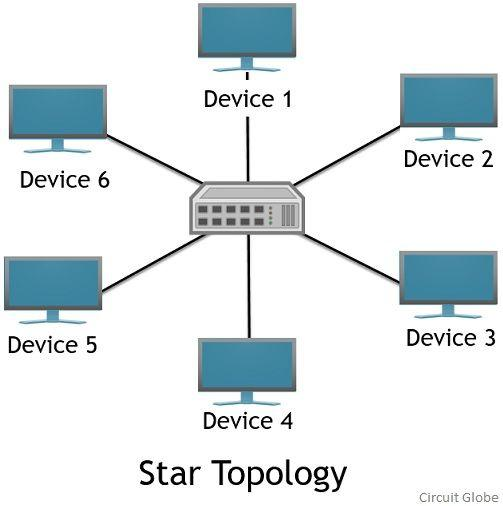 Device 1
Device 2
Device 6
Device 3
Device 5
Device 4
Star Topology
Circuit Globe